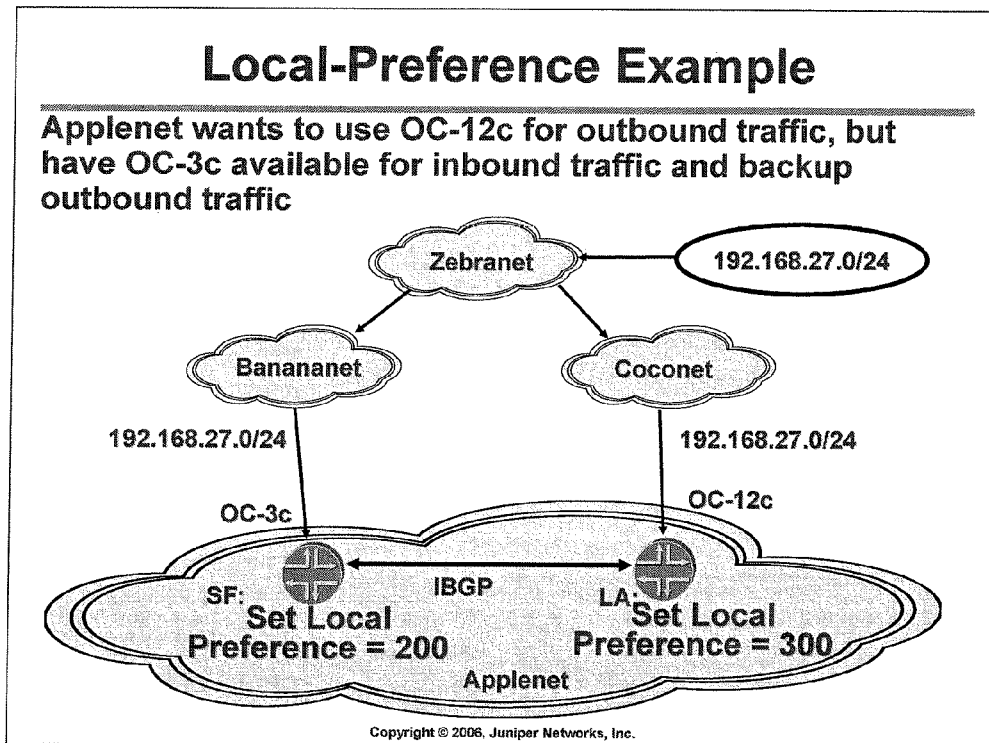 Local-Preference Example
Applenet wants to use OC-12c for outbound traffic, but
have OC-3c available for inbound traffic and backup
outbound traffic
Zebranet
192.168.27.0/24
Banananet
Coconet
192.168.27.0/24
192.168.27.0/24
OC-3c
OC-12c
IBGP
SF:
Set Local
Preference = 200
LA:
Set Local
Preference = 300
Applenet
Copyright © 2006, Juniper Networks, Inc.